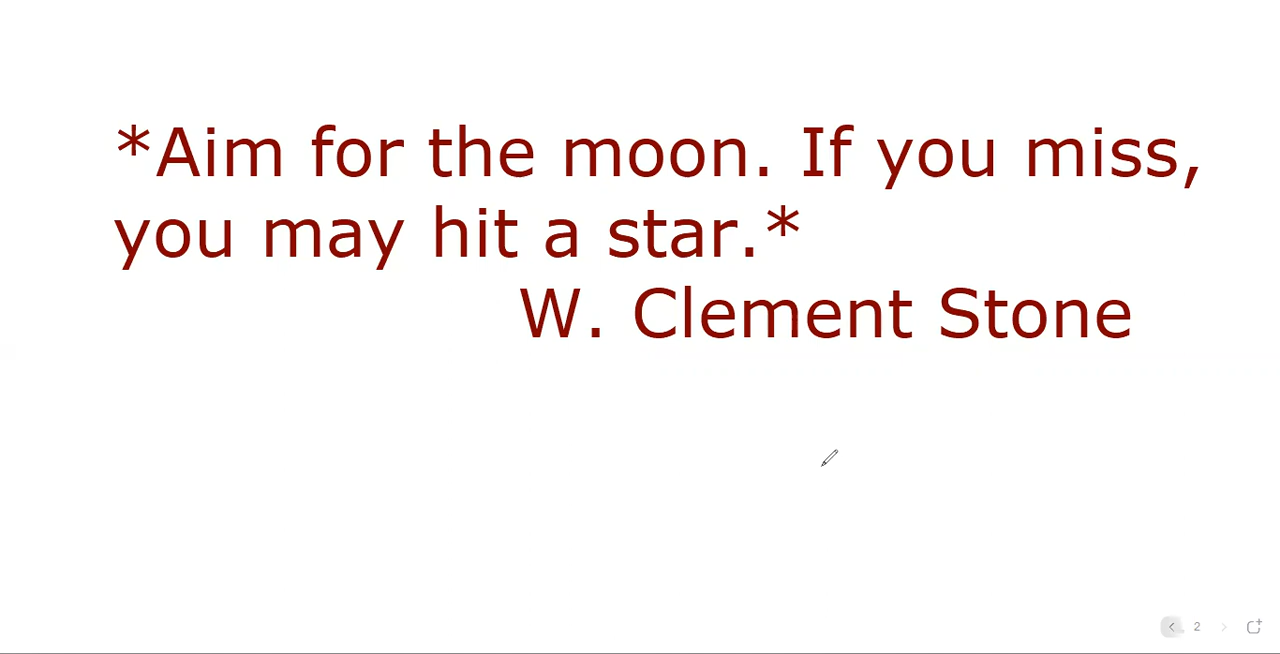 *Aim for the moon. If you miss,
you may hit a star.*
W. Clement Stone
2